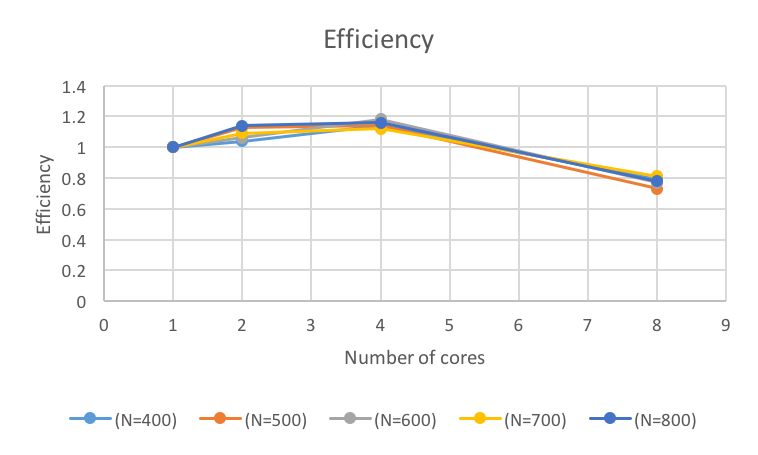 Efficiency
1.4
1.2
1
0.8
0.6
0.4
0.2
0
Efficiency
0 1 2 3 4 5 6 7 8 9
Number of cores
(N=400) (N=500) (N=600) (N=700) (N=800)